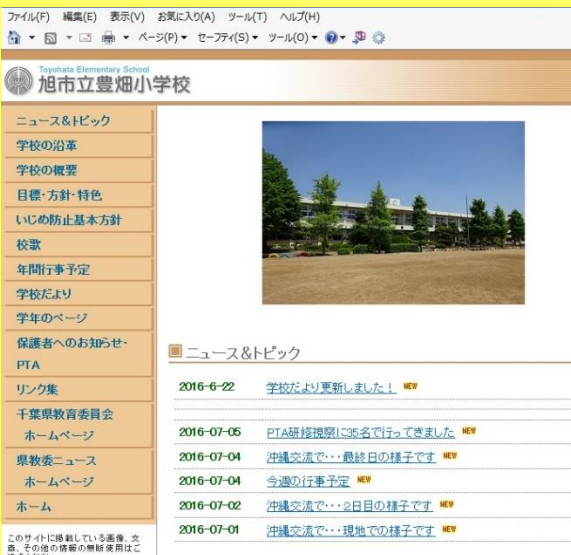 ファイル(F) 編集(E) 表示(V) お気に入り(A) ツール(T) ヘルプ(H)
ページ(P) セーフティ(S) ツール(O)
Toyohata Elementary School
旭市立豊畑小学校
ニュース&トピック
学校の沿革
学校の概要
目標・方針・特色
いじめ防止基本方針
校歌
年間行事予定
学校だより
学年のページ
保護者へのお知らせ・
PTA
リンク集
千葉県教育委員会
ホームページ
県教委ニュース
ホームページ
ホーム
このサイトに掲載している画像、文
章、その他の情報の無断使用はご
ニュース&トピック
2016-6-22 学校だより更新しました! NEW
2016-07-05 PTA研修視察に35名で行ってきました NEW
2016-07-04 沖縄交流で・・・最終日の様子です NEW
2016-07-04 今週の行事予定 NEW
2016-07-02 沖縄交流で・・・2日目の様子です NEW
2016-07-01 沖縄交流で・・・現地での様子です NEW